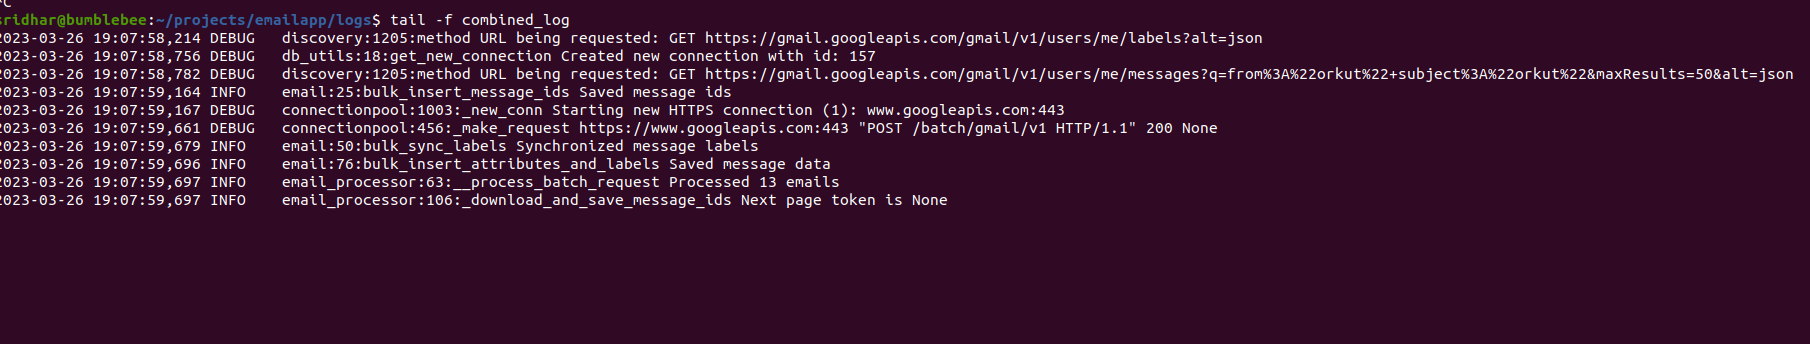 ^C
sridhar@bumblebee:~/projects/emailapp/logs$ tail -f combined_log
2023-03-26 19:07:58,214 DEBUG   discovery:1205:method URL being requested: GET https://gmail.googleapis.com/gmail/v1/users/me/labels?alt=json
2023-03-26 19:07:58,756 DEBUG   db_utils:18:get_new_connection Created new connection with id: 157
2023-03-26 19:07:58,782 DEBUG   discovery:1205:method URL being requested: GET https://gmail.googleapis.com/gmail/v1/users/me/messages?q=from%3A%22orkut%22+subject%3A%22orkut%22&maxResults=50&alt=json
2023-03-26 19:07:59,164 INFO    email:25:bulk_insert_message_ids Saved message ids
2023-03-26 19:07:59,167 DEBUG   connectionpool:1003:_new_conn Starting new HTTPS connection (1): www.googleapis.com:443
2023-03-26 19:07:59,661 DEBUG   connectionpool:456:_make_request https://www.googleapis.com:443 "POST /batch/gmail/v1 HTTP/1.1" 200 None
2023-03-26 19:07:59,679 INFO    email:50:bulk_sync_labels Synchronized message labels
2023-03-26 19:07:59,696 INFO    email:76:bulk_insert_attributes_and_labels Saved message data
2023-03-26 19:07:59,697 INFO    email_processor:63:__process_batch_request Processed 13 emails
2023-03-26 19:07:59,697 INFO    email_processor:106:_download_and_save_message_ids Next page token is None